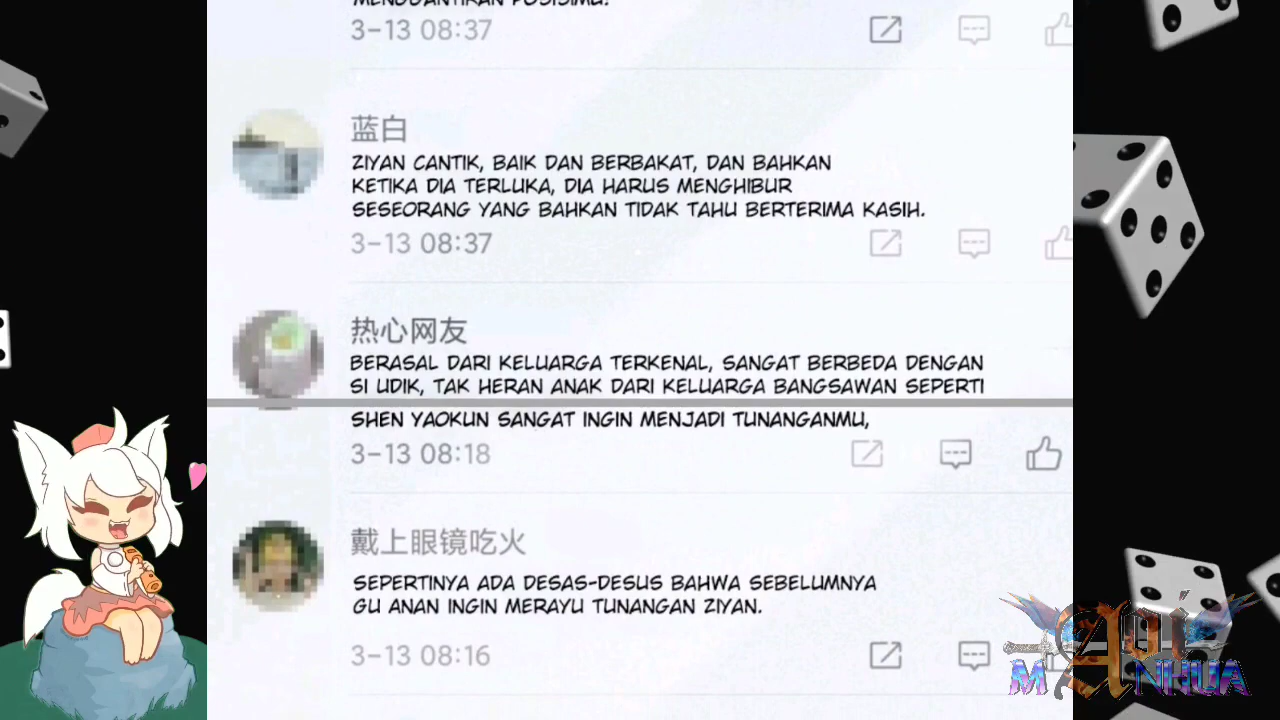 MENGGANTIKAN POSISIMU.
3-13 08:37
蓝白
ZIYAN CANTIK, BAIK DAN BERBAKAT, DAN BAHKAN
KETIKA DIA TERLUKA, DIA HARUS MENGHIBUR
SESEORANG YANG BAHKAN TIDAK TAHU BERTERIMA KASIH.
3-13 08:37
热心网友
BERASAL DARI KELUARGA TERKENAL, SANGAT BERBEDA DENGAN
SI UDIK, TAK HERAN ANAK DARI KELUARGA BANGSAWAN SEPERTI
SHEN YAOKUN SANGAT INGIN MENJADI TUNANGANMU,
3-13 08:18
戴上眼镜吃火
SEPERTINYA ADA DESAS-DESUS BAHWA SEBELUMNYA
GU ANAN INGIN MERAYU TUNANGAN ZIYAN.
3-13 08:16
Aoi
MANHUA